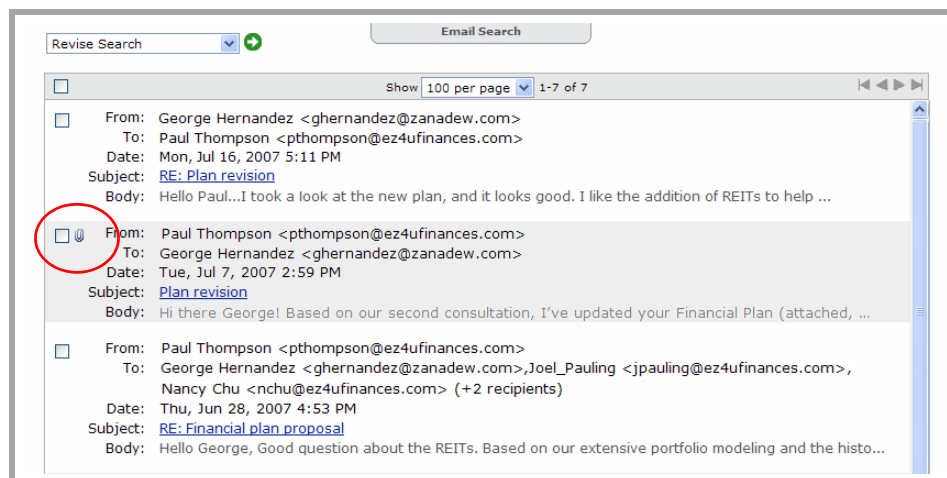 Email Search
Revise Search
Show 100 per page 1-7 of 7
From: George Hernandez <ghernandez@zanadew.com>
To: Paul Thompson <pthompson@ez4ufinances.com>
Date: Mon, Jul 16, 2007 5:11 PM
Subject: RE: Plan revision
Body: Hello Paul...I took a look at the new plan, and it looks good. I like the addition of REITs to help ...
From: Paul Thompson <pthompson@ez4ufinances.com>
To: George Hernandez <ghernandez@zanadew.com>
Date: Tue, Jul 7, 2007 2:59 PM
Subject: Plan revision
Body: Hi there George! Based on our second consultation, I've updated your Financial Plan (attached, ...
From: Paul Thompson <pthompson@ez4ufinances.com>
To: George Hernandez <ghernandez@zanadew.com>,Joel_Pauling <jpauling@ez4ufinances.com>,
Nancy Chu <nchu@ez4ufinances.com> (+2 recipients)
Date: Thu, Jun 28, 2007 4:53 PM
Subject: RE: Financial plan proposal
Body: Hello George, Good question about the REITs. Based on our extensive portfolio modeling and the histo...